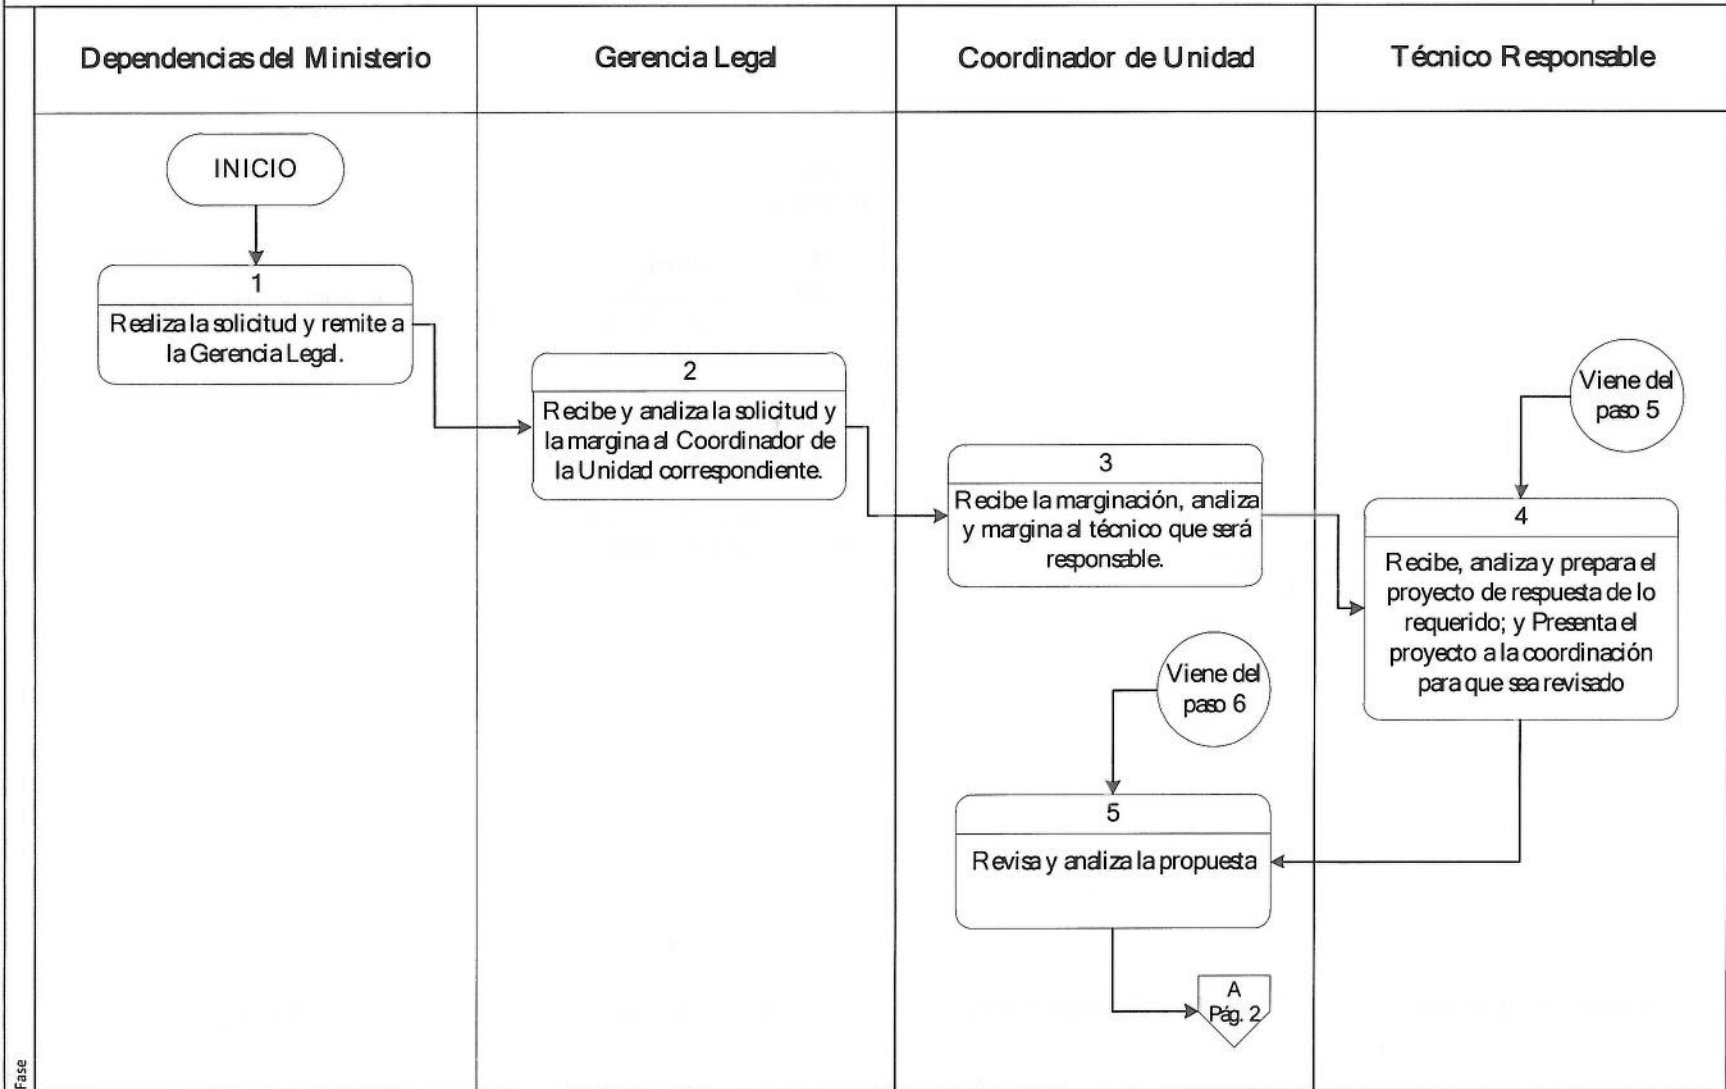 Dependencias del Ministerio
Gerencia Legal
Coordinador de Unidad
Técnico Responsable
INICIO
1
Realiza la solicitud y remite a
la Gerencia Legal.
2
Recibe y analiza la solicitud y
la margina al Coordinador de
la Unidad correspondiente.
3
Recibe la marginación, analiza
y margina al técnico que será
responsable.
Viene del
paso 5
4
Recibe, analiza y prepara el
proyecto de respuesta de lo
requerido; y Presenta el
proyecto a la coordinación
para que sea revisado
Viene del
paso 6
5
Revisa y analiza la propuesta
A
Pág. 2
Fase